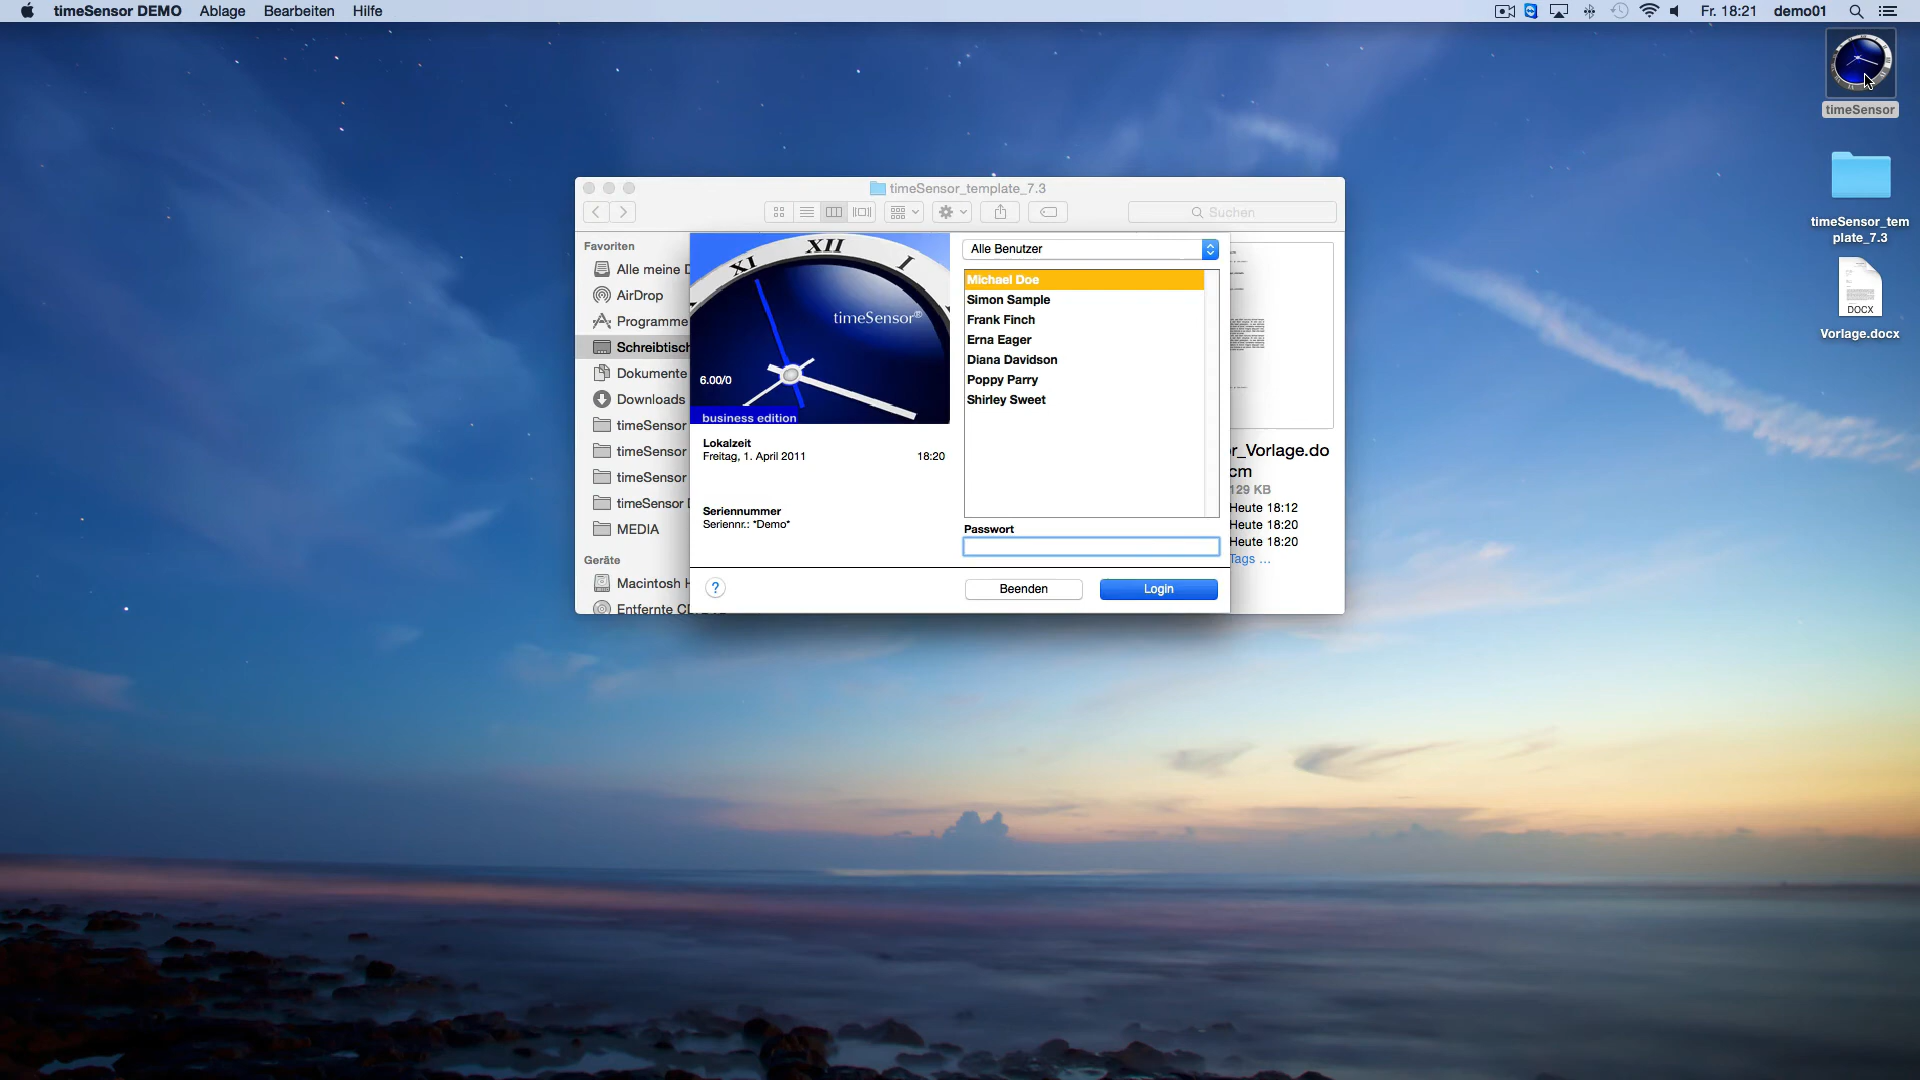 timeSensor DEMO Ablage Bearbeiten Hilfe
Fr. 18:21 demo01
timeSensor
timeSensor_tem
plate_7.3
DOCX
Vorlage.docx
timeSensor_template_7.3
Suchen
Favoriten
Alle meine D
AirDrop
Programme
Schreibtisch
Dokumente
Downloads
timeSensor
timeSensor
timeSensor
timeSensor D
MEDIA
Geräte
Macintosh H
Entfernte CD
XI XII I
timeSensor®
6.00/0
business edition
Lokalzeit
Freitag, 1. April 2011 18:20
Seriennummer
Seriennr.: *Demo*
Alle Benutzer
Michael Doe
Simon Sample
Frank Finch
Erna Eager
Diana Davidson
Poppy Parry
Shirley Sweet
Passwort
?
Beenden
Login
r_Vorlage.do
cm
129 KB
Heute 18:12
Heute 18:20
Heute 18:20
Tags ...